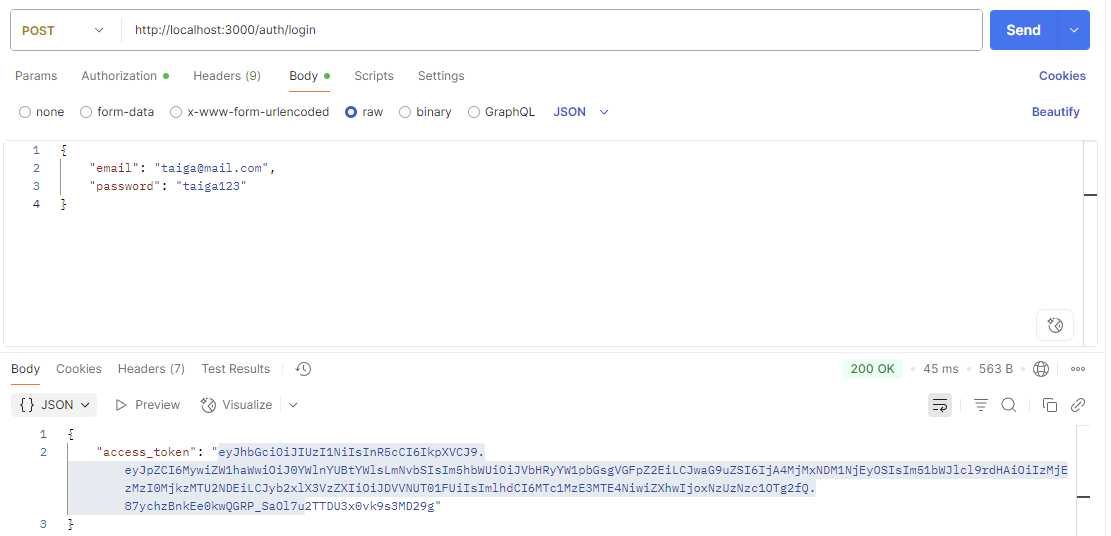 POST http://localhost:3000/auth/login Send
Params Authorization Headers (9) Body Scripts Settings Cookies
none form-data x-www-form-urlencoded raw binary GraphQL JSON Beautify
1 {
2 "email": "taiga@mail.com",
3 "password": "taiga123"
4 }
Body Cookies Headers (7) Test Results 200 OK 45 ms 563 B
{} JSON Preview Visualize
1 {
2 "access_token": "eyJhbGciOiJIUzI1NiIsInR5cCI6IkpXVCJ9.
eyJpZCI6MywiZW1haWwiOiJ0YWlnYUBtYWlsLmNvbSIsIm5hbWUiOiJVbHRyYW1pbGsgVGFpZ2EiLCJwaG9uZSI6IjA4MjMxNDM1NjEyOSIsIm51bWJlcl9rdHAiOiIzMjEzMzI0MjkzMTU2NDEiLCJyb2xlX3VzZXIiOiJDVVNUT01FUiIsImlhdCI6MTc1MzE3MTE4NiwiZXhwIjoxNzUzNzc1OTg2fQ.
87ychzBnkEe0kwQGRP_SaOl7u2TTDU3x0vk9s3MD29g"
3 }